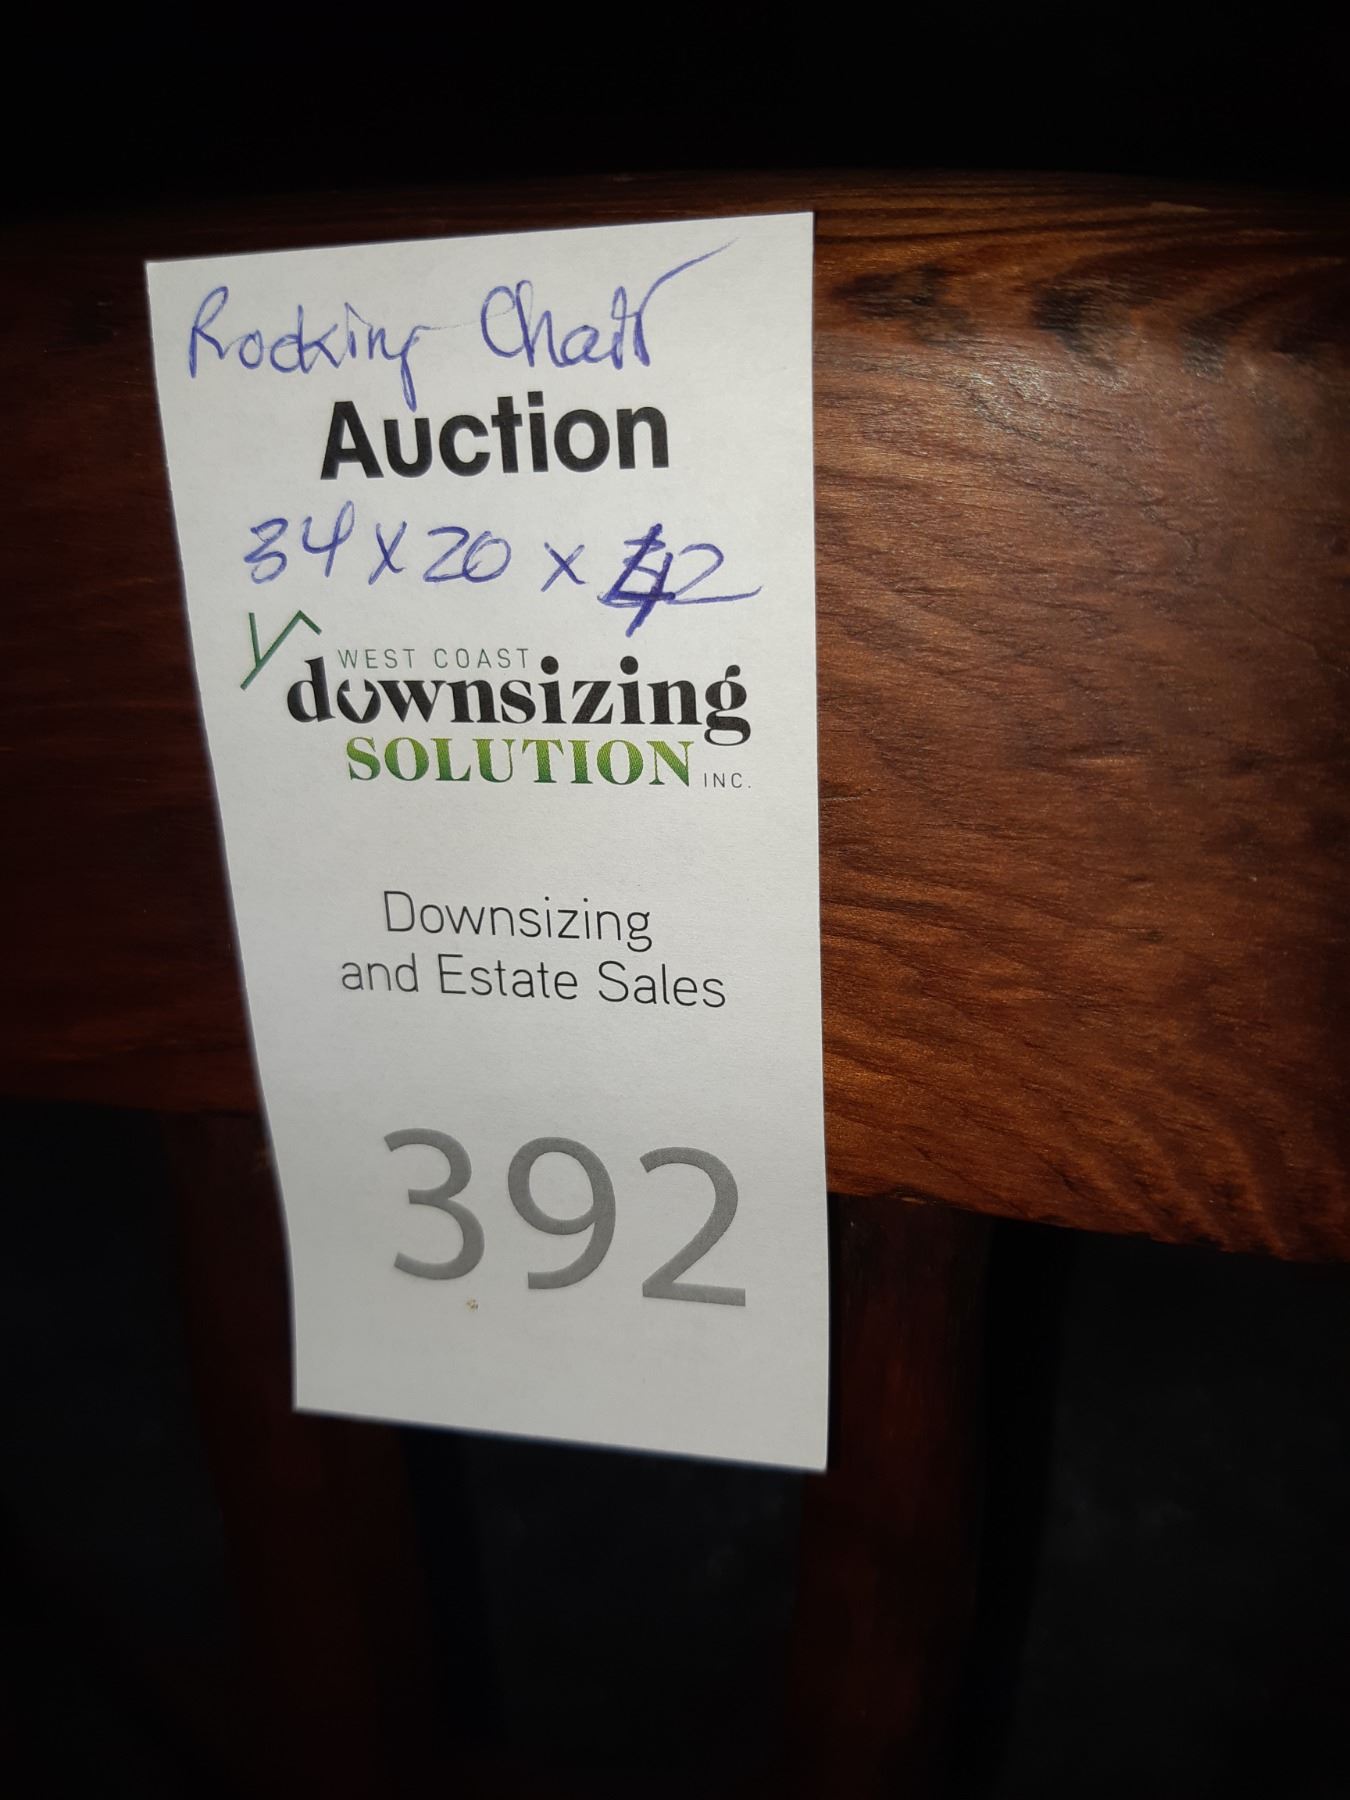 Rocking Chair
Auction
34 x 20 x 42
WEST COAST
downsizing
SOLUTION INC.
Downsizing
and Estate Sales
392